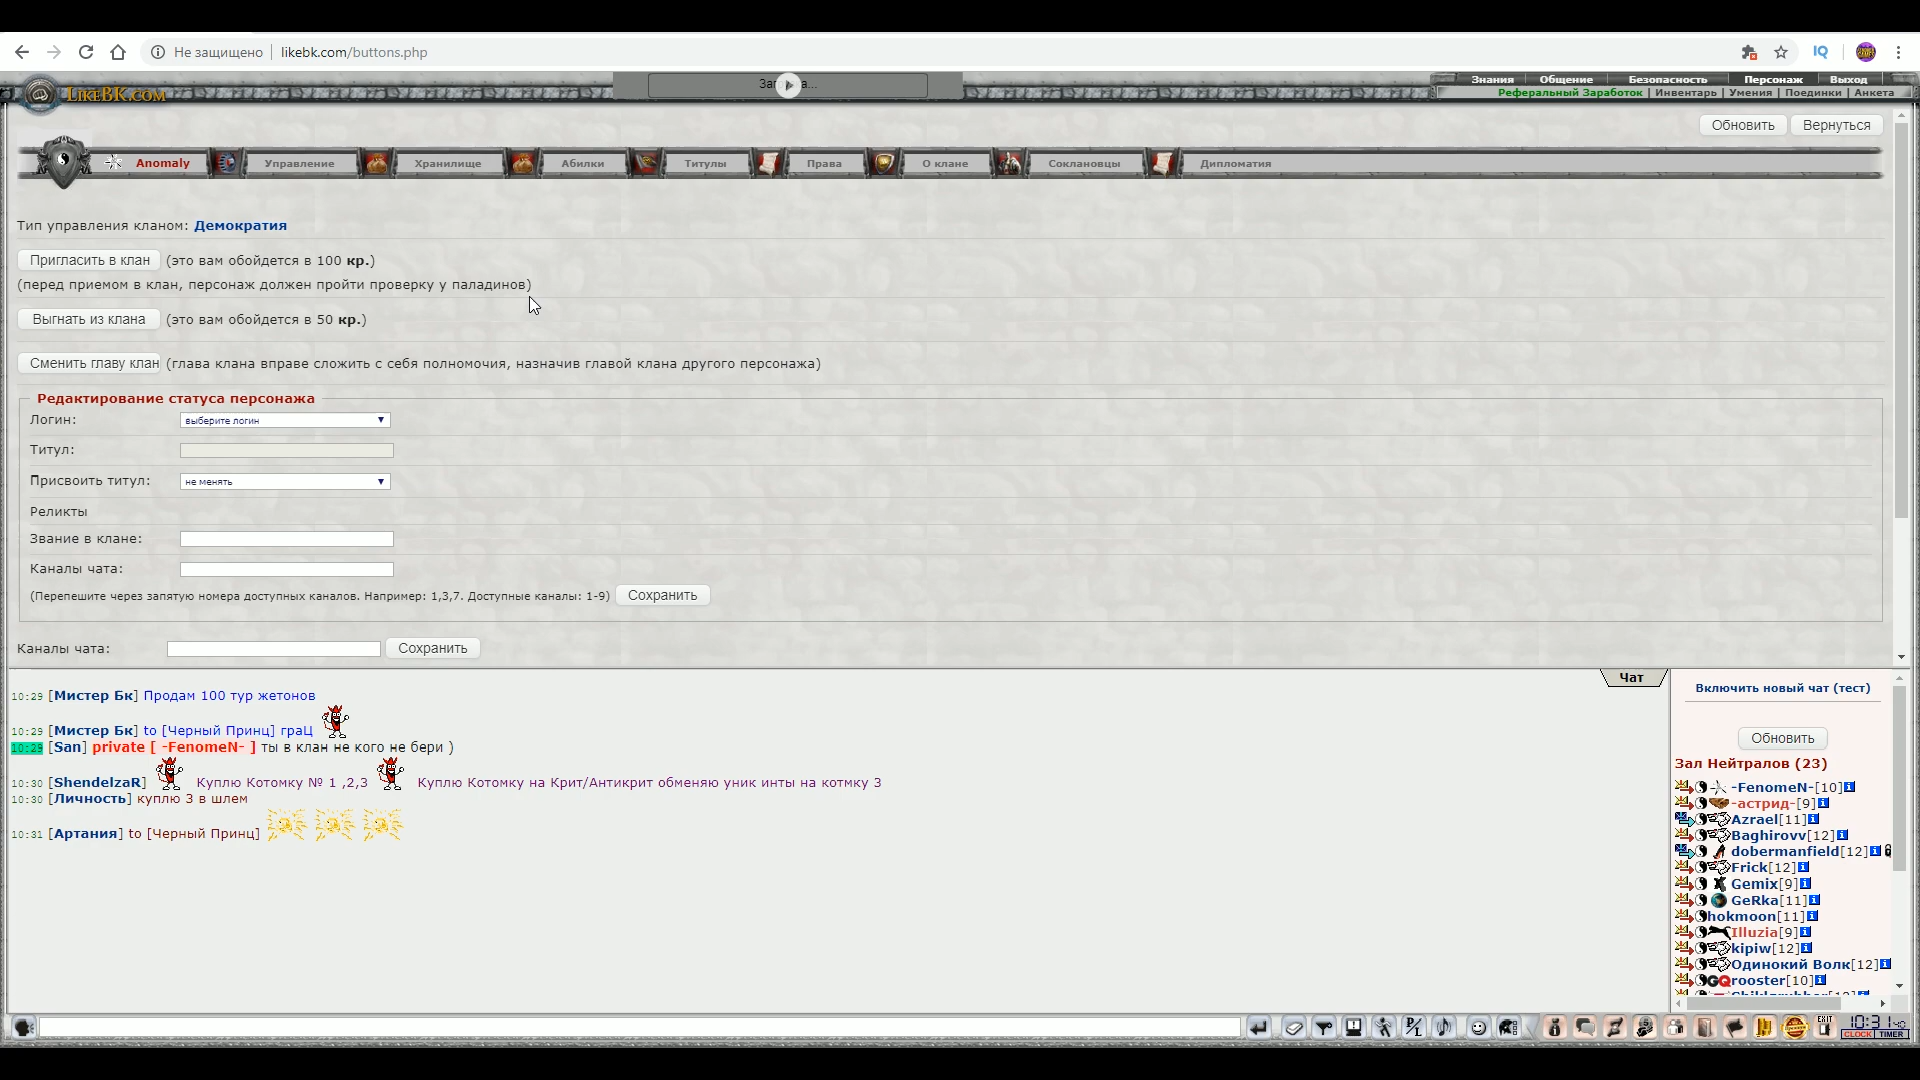 Не защищено | likebk.com/buttons.php
IQ
LikeBK.com
Знания Общение Безопасность Персонаж Выход
Реферальный Заработок | Инвентарь | Умения | Поединки | Анкета
Обновить Вернуться
Anomaly Управление Хранилище Абилки Титулы Права О клане Соклановцы Дипломатия
Тип управления кланом: Демократия
Пригласить в клан (это вам обойдется в 100 кр.)
(перед приемом в клан, персонаж должен пройти проверку у паладинов)
Выгнать из клана (это вам обойдется в 50 кр.)
Сменить главу клан (глава клана вправе сложить с себя полномочия, назначив главой клана другого персонажа)
Редактирование статуса персонажа
Логин: выберите логин
Титул:
Присвоить титул: не менять
Реликты
Звание в клане:
Каналы чата:
(Перепешите через запятую номера доступных каналов. Например: 1,3,7. Доступные каналы: 1-9) Сохранить
Каналы чата: Сохранить
Чат
10:29 [Мистер Бк] Продам 100 тур жетонов
10:29 [Мистер Бк] to [Черный Принц] граЦ
10:29 [San] private [ -FenomeN- ] ты в клан не кого не бери )
10:30 [ShendelzaR] Куплю Котомку № 1 ,2,3 Куплю Котомку на Крит/Антикрит обменяю уник инты на котмку 3
10:30 [Личность] куплю 3 в шлем
10:31 [Артания] to [Черный Принц]
Включить новый чат (тест)
Обновить
Зал Нейтралов (23)
-FenomeN-[10]
-астрид-[9]
Azrael[11]
Baghirovv[12]
dobermanfield[12]
Frick[12]
Gemix[9]
GeRka[11]
hokmoon[11]
Illuzia[9]
kipiw[12]
Одинокий Волк[12]
GQ rooster[10]
P/L
EXIT
10:31
CLOCK TIMER